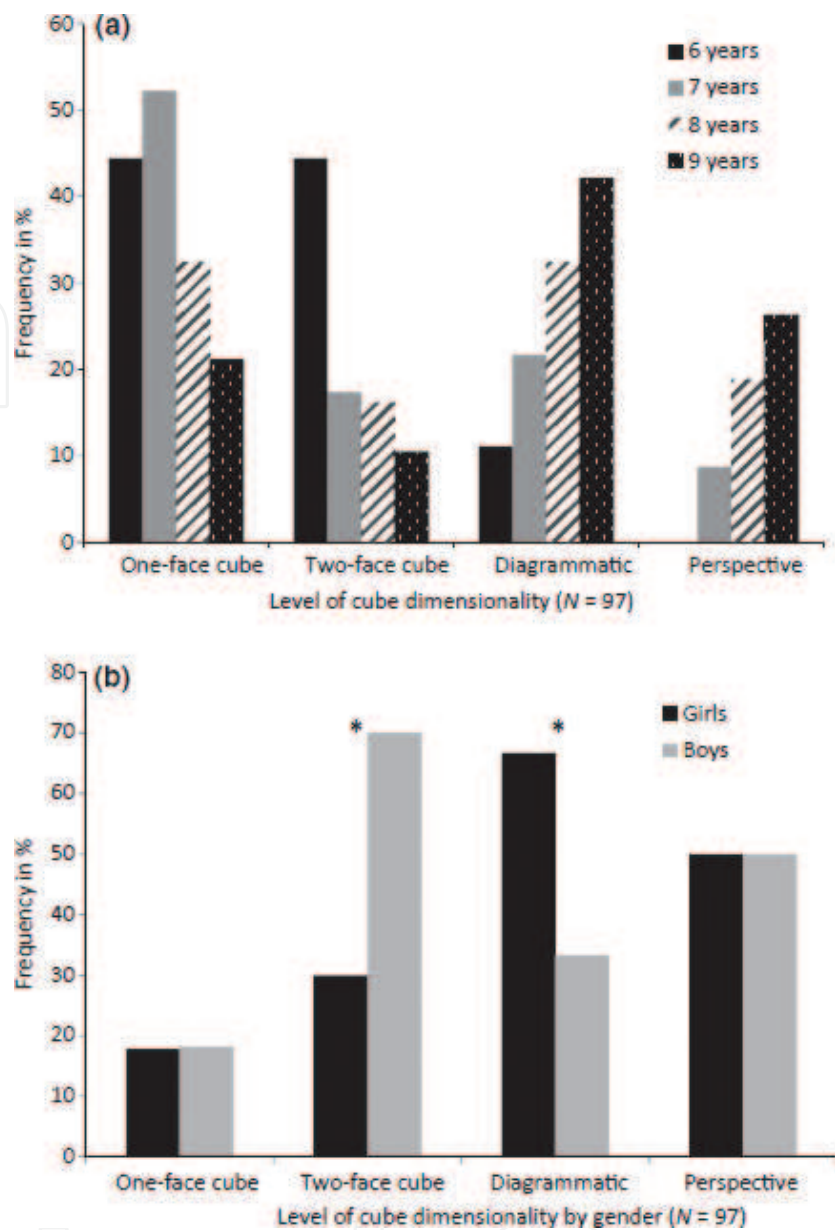 (a)
60
50
40
30
20
10
0
Frequency in %
6 years
7 years
8 years
9 years
One-face cube Two-face cube Diagrammatic Perspective
Level of cube dimensionality (N = 97)
(b)
80
70
60
50
40
30
20
10
0
Frequency in %
* *
Girls
Boys
One-face cube Two-face cube Diagrammatic Perspective
Level of cube dimensionality by gender (N = 97)